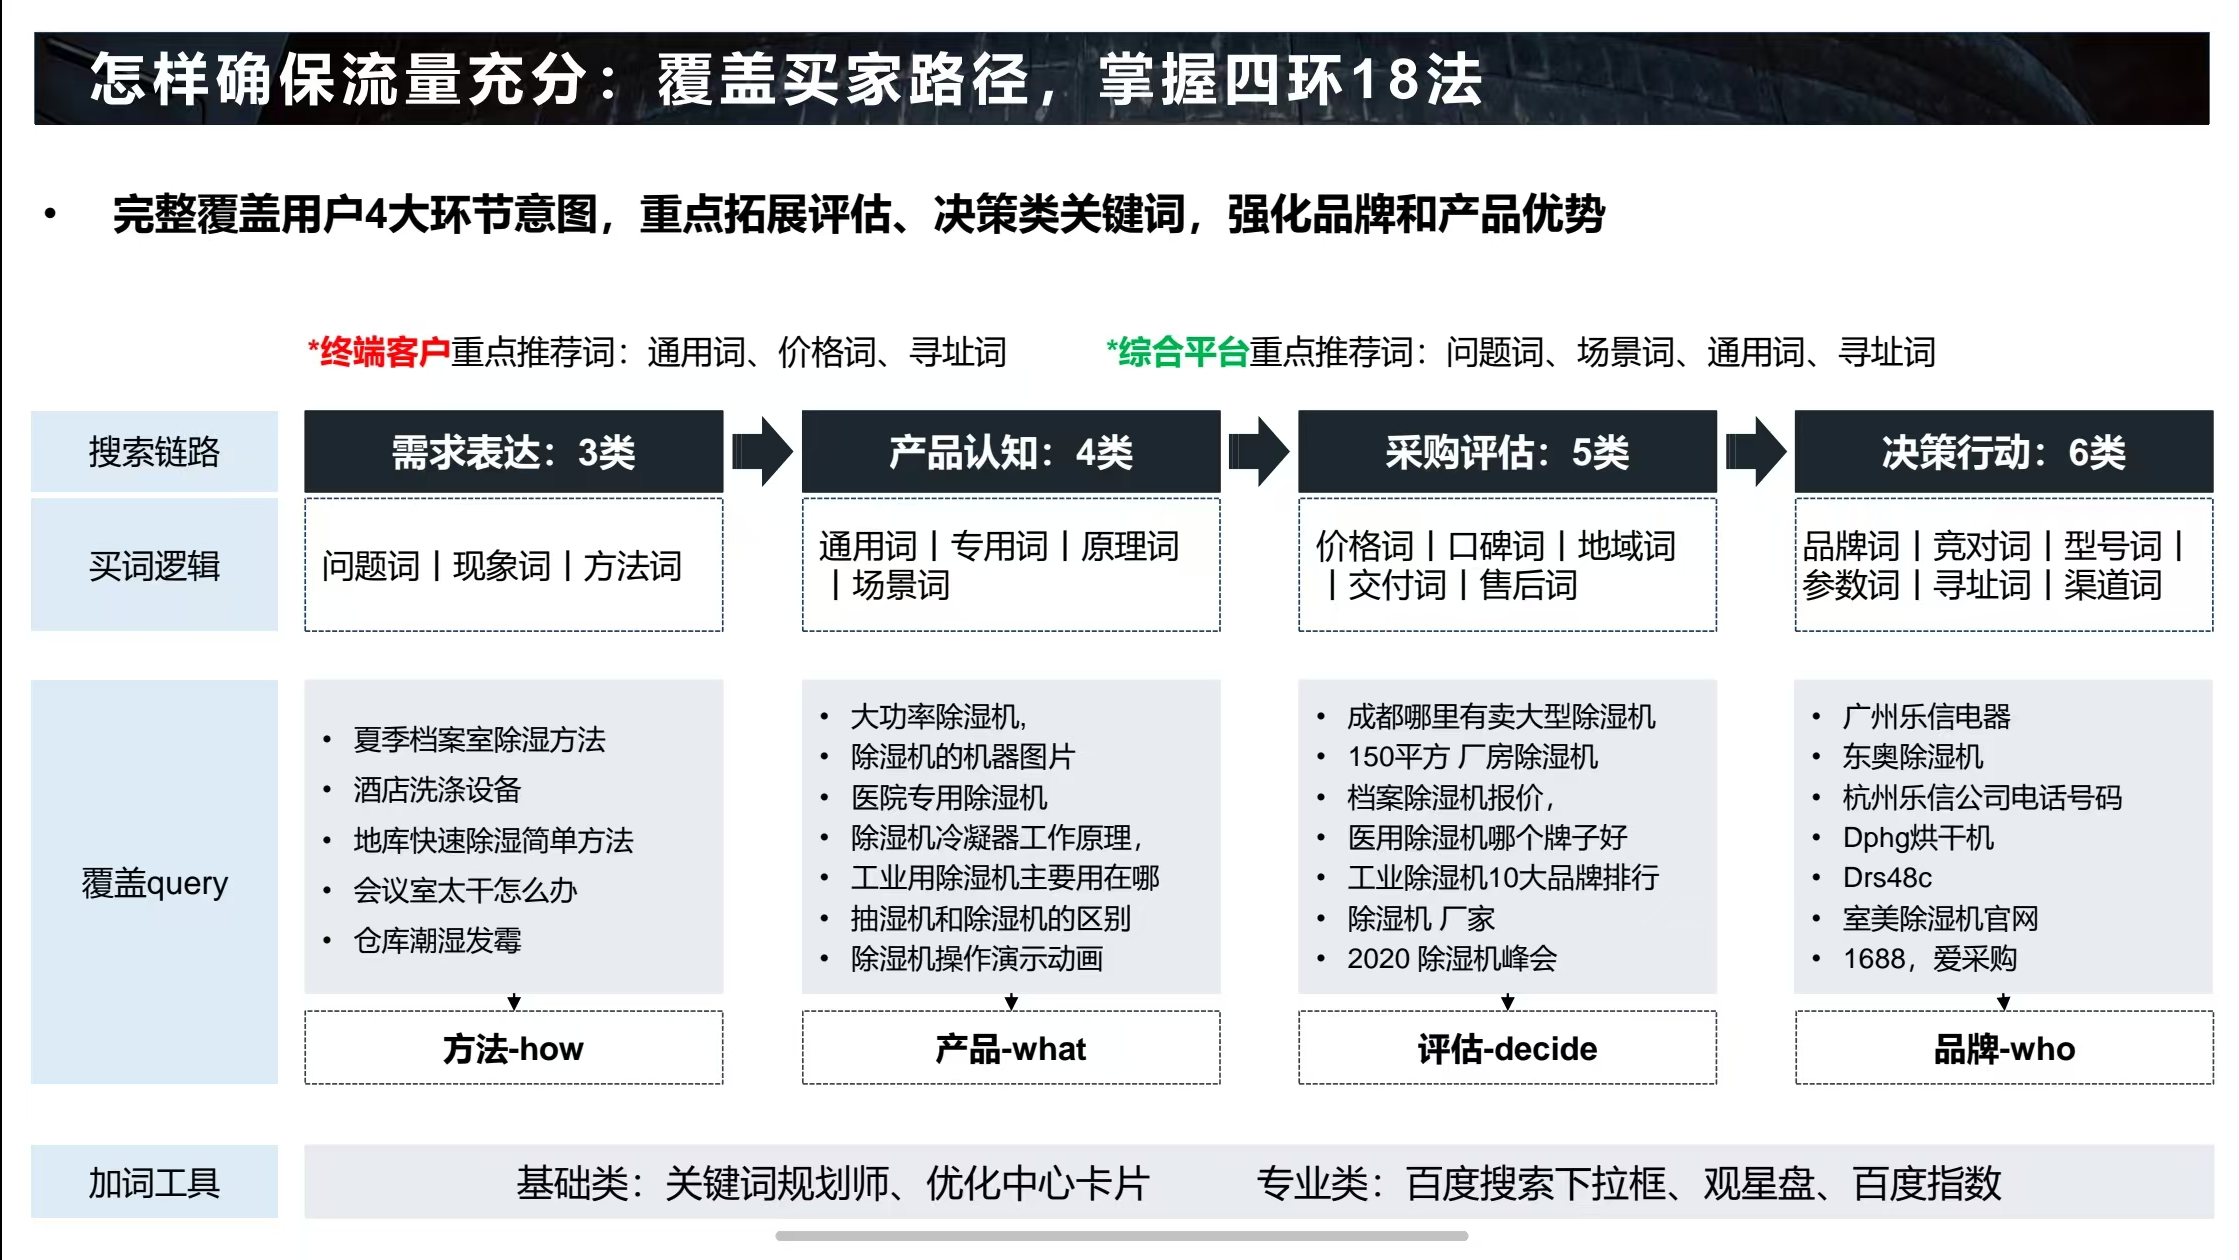 怎样确保流量充分：覆盖买家路径，掌握四环18法
• 完整覆盖用户4大环节意图，重点拓展评估、决策类关键词，强化品牌和产品优势
*终端客户重点推荐词：通用词、价格词、寻址词
*综合平台重点推荐词：问题词、场景词、通用词、寻址词
搜索链路
需求表达：3类
产品认知：4类
采购评估：5类
决策行动：6类
买词逻辑
问题词丨现象词丨方法词
通用词丨专用词丨原理词
丨场景词
价格词丨口碑词丨地域词
丨交付词丨售后词
品牌词丨竞对词丨型号词丨
参数词丨寻址词丨渠道词
覆盖query
• 夏季档案室除湿方法
• 酒店洗涤设备
• 地库快速除湿简单方法
• 会议室太干怎么办
• 仓库潮湿发霉
方法-how
• 大功率除湿机,
• 除湿机的机器图片
• 医院专用除湿机
• 除湿机冷凝器工作原理，
• 工业用除湿机主要用在哪
• 抽湿机和除湿机的区别
• 除湿机操作演示动画
产品-what
• 成都哪里有卖大型除湿机
• 150平方 厂房除湿机
• 档案除湿机报价，
• 医用除湿机哪个牌子好
• 工业除湿机10大品牌排行
• 除湿机 厂家
• 2020 除湿机峰会
评估-decide
• 广州乐信电器
• 东奥除湿机
• 杭州乐信公司电话号码
• Dphg烘干机
• Drs48c
• 室美除湿机官网
• 1688，爱采购
品牌-who
加词工具
基础类：关键词规划师、优化中心卡片
专业类：百度搜索下拉框、观星盘、百度指数